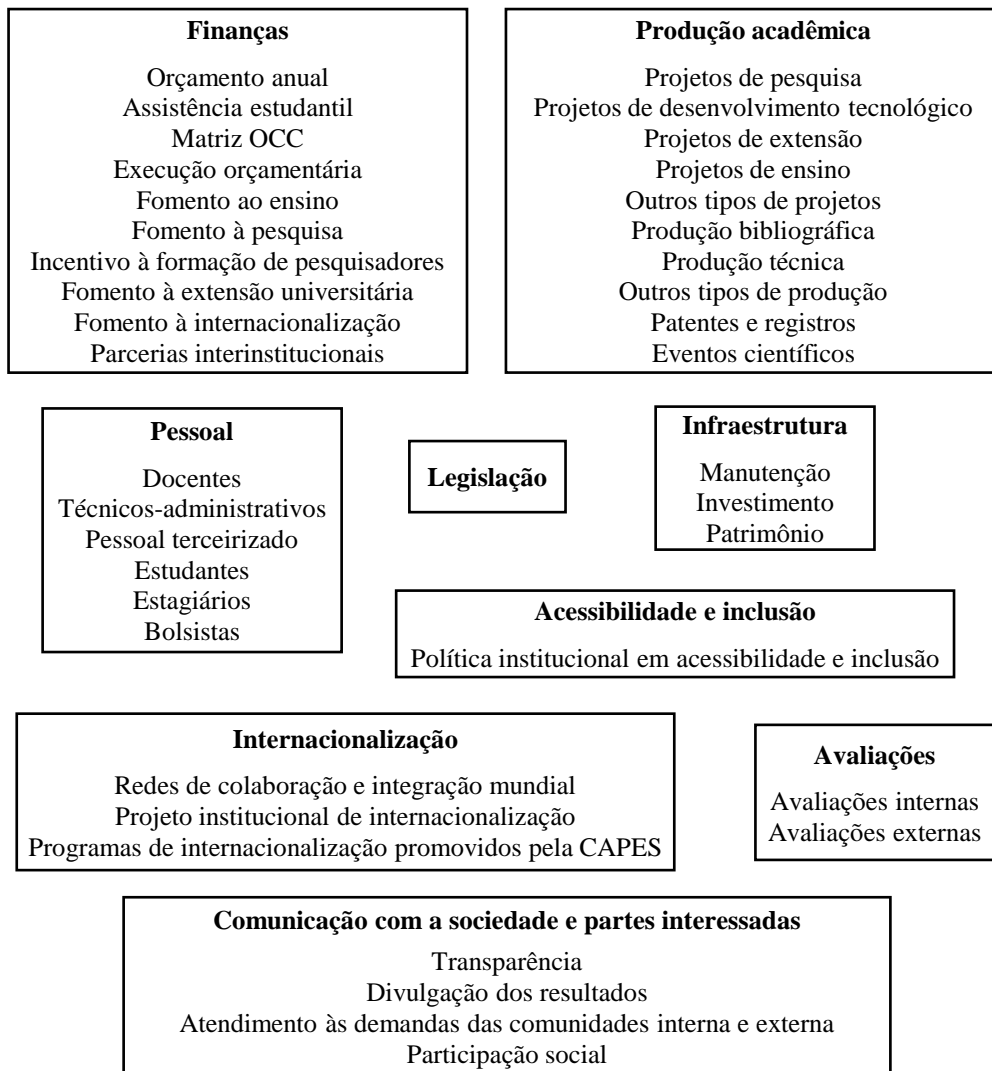 Finanças
Orçamento anual
Assistência estudantil
Matriz OCC
Execução orçamentária
Fomento ao ensino
Fomento à pesquisa
Incentivo à formação de pesquisadores
Fomento à extensão universitária
Fomento à internacionalização
Parcerias interinstitucionais
Produção acadêmica
Projetos de pesquisa
Projetos de desenvolvimento tecnológico
Projetos de extensão
Projetos de ensino
Outros tipos de projetos
Produção bibliográfica
Produção técnica
Outros tipos de produção
Patentes e registros
Eventos científicos
Pessoal
Docentes
Técnicos-administrativos
Pessoal terceirizado
Estudantes
Estagiários
Bolsistas
Legislação
Infraestrutura
Manutenção
Investimento
Patrimônio
Acessibilidade e inclusão
Política institucional em acessibilidade e inclusão
Internacionalização
Redes de colaboração e integração mundial
Projeto institucional de internacionalização
Programas de internacionalização promovidos pela CAPES
Avaliações
Avaliações internas
Avaliações externas
Comunicação com a sociedade e partes interessadas
Transparência
Divulgação dos resultados
Atendimento às demandas das comunidades interna e externa
Participação social